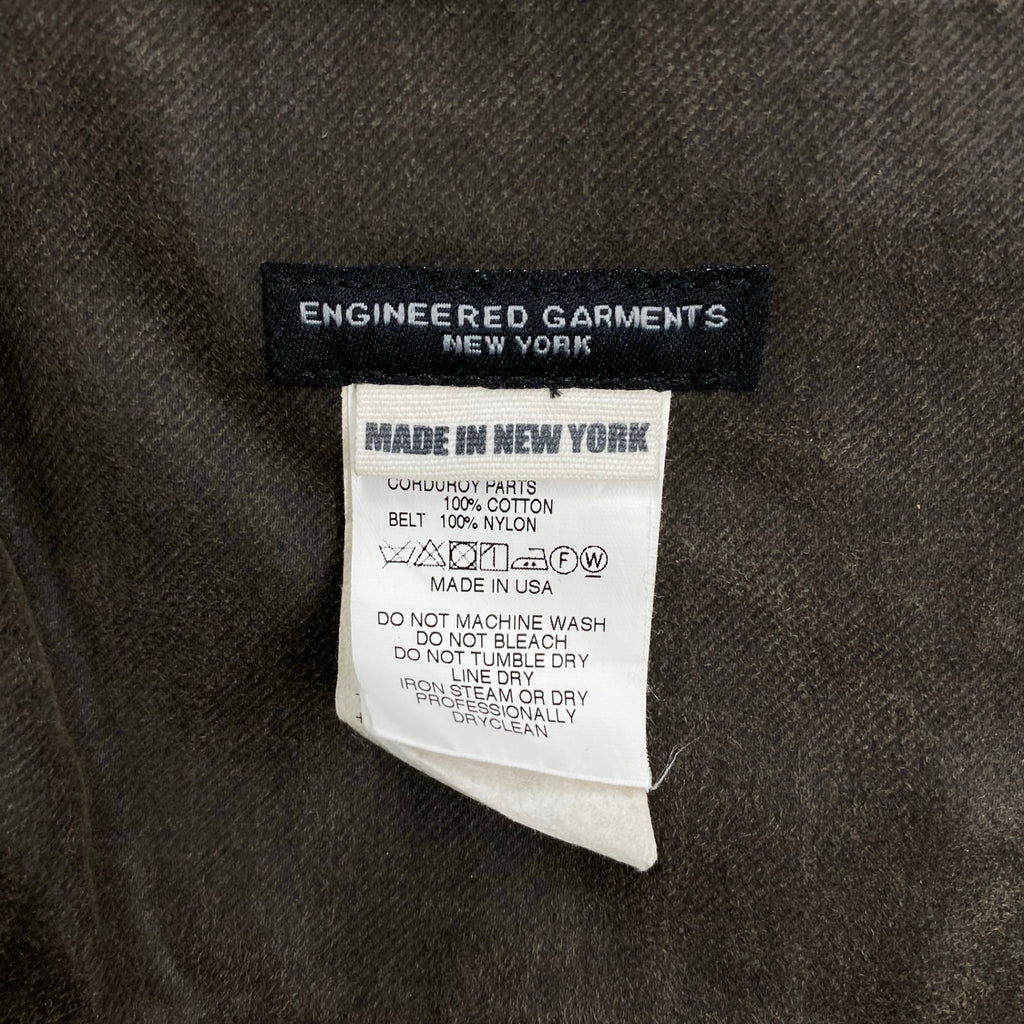 ENGINEERED GARMENTS
NEW YORK
MADE IN NEW YORK
CORDUROY PARTS
100% COTTON
BELT 100% NYLON
1 F W
MADE IN USA
DO NOT MACHINE WASH
DO NOT BLEACH
DO NOT TUMBLE DRY
LINE DRY
IRON STEAM OR DRY
PROFESSIONALLY
DRYCLEAN